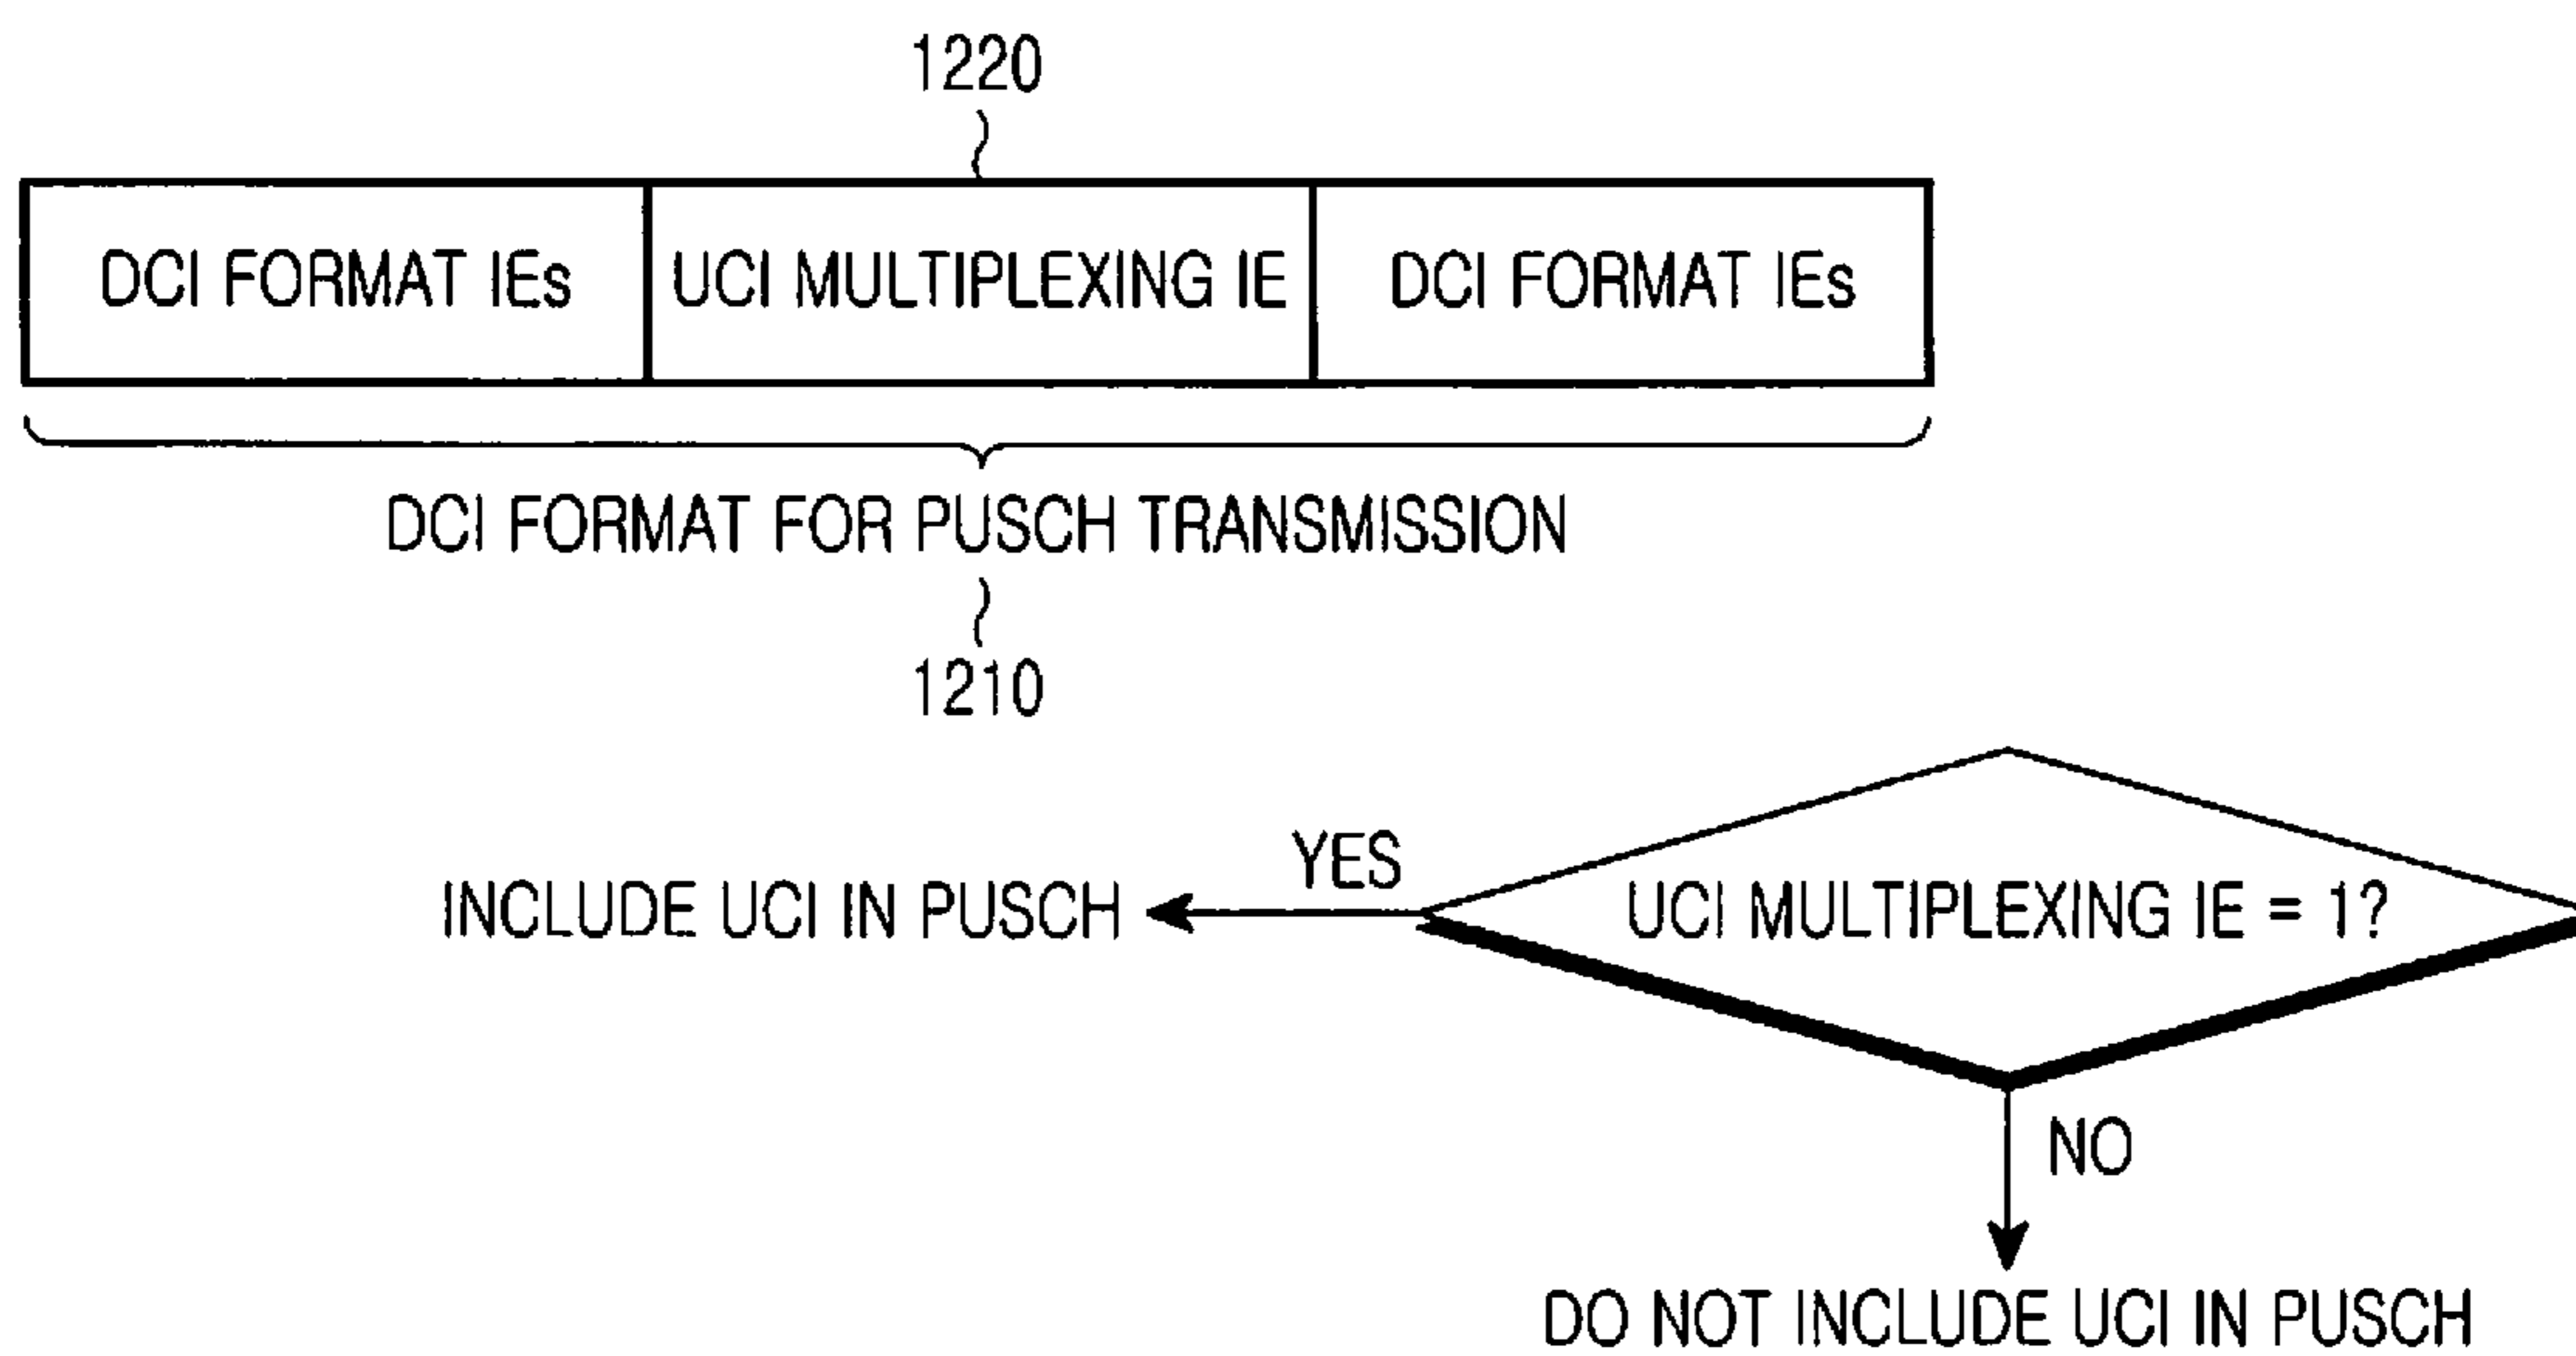 1220
DCI FORMAT IEs
UCI MULTIPLEXING IE
DCI FORMAT IEs
DCI FORMAT FOR PUSCH TRANSMISSION
1210
INCLUDE UCI IN PUSCH
YES
UCI MULTIPLEXING IE = 1?
NO
DO NOT INCLUDE UCI IN PUSCH